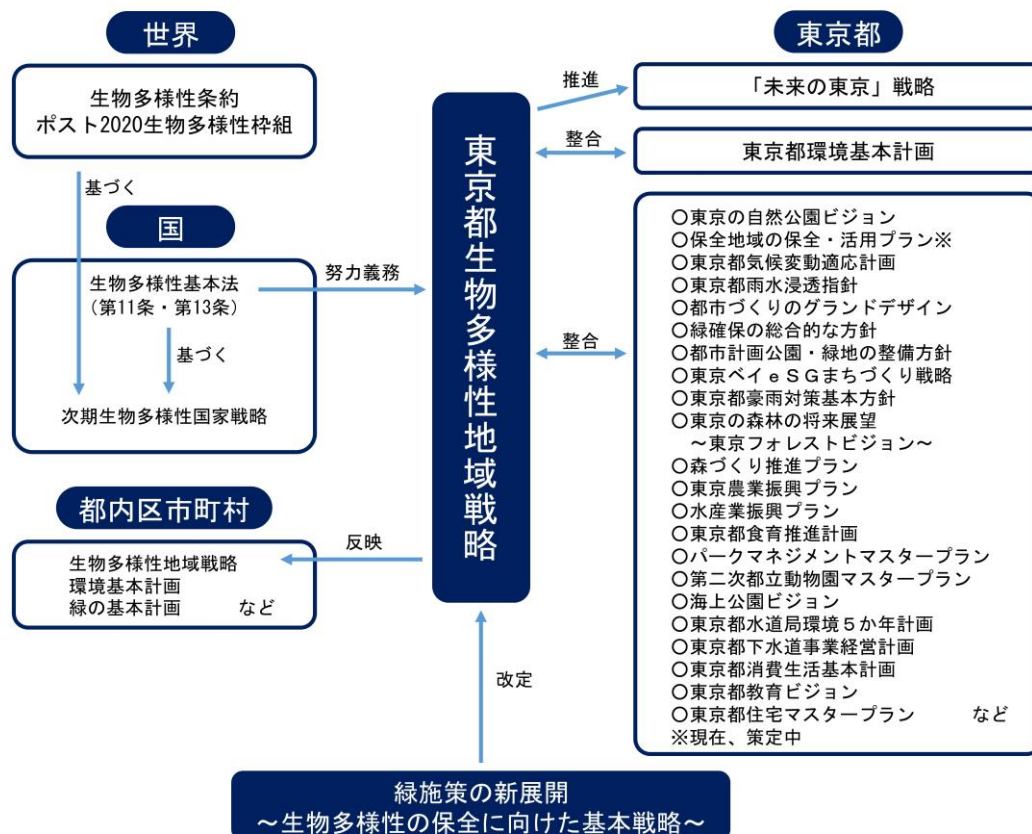 世界
生物多様性条約
ポスト2020生物多様性枠組
基づく
国
生物多様性基本法
(第11条・第13条)
基づく
次期生物多様性国家戦略
努力義務
都内区市町村
生物多様性地域戦略
環境基本計画
緑の基本計画　　など
反映
東京都生物多様性地域戦略
改定
緑施策の新展開
～生物多様性の保全に向けた基本戦略～
東京都
推進
「未来の東京」戦略
整合
東京都環境基本計画
整合
○東京の自然公園ビジョン
○保全地域の保全・活用プラン※
○東京都気候変動適応計画
○東京都雨水浸透指針
○都市づくりのグランドデザイン
○緑確保の総合的な方針
○都市計画公園・緑地の整備方針
○東京ベイｅＳＧまちづくり戦略
○東京都豪雨対策基本方針
○東京の森林の将来展望
～東京フォレストビジョン～
○森づくり推進プラン
○東京農業振興プラン
○水産業振興プラン
○東京都食育推進計画
○パークマネジメントマスタープラン
○第二次都立動物園マスタープラン
○海上公園ビジョン
○東京都水道局環境５か年計画
○東京都下水道事業経営計画
○東京都消費生活基本計画
○東京都教育ビジョン
○東京都住宅マスタープラン　　など
※現在、策定中